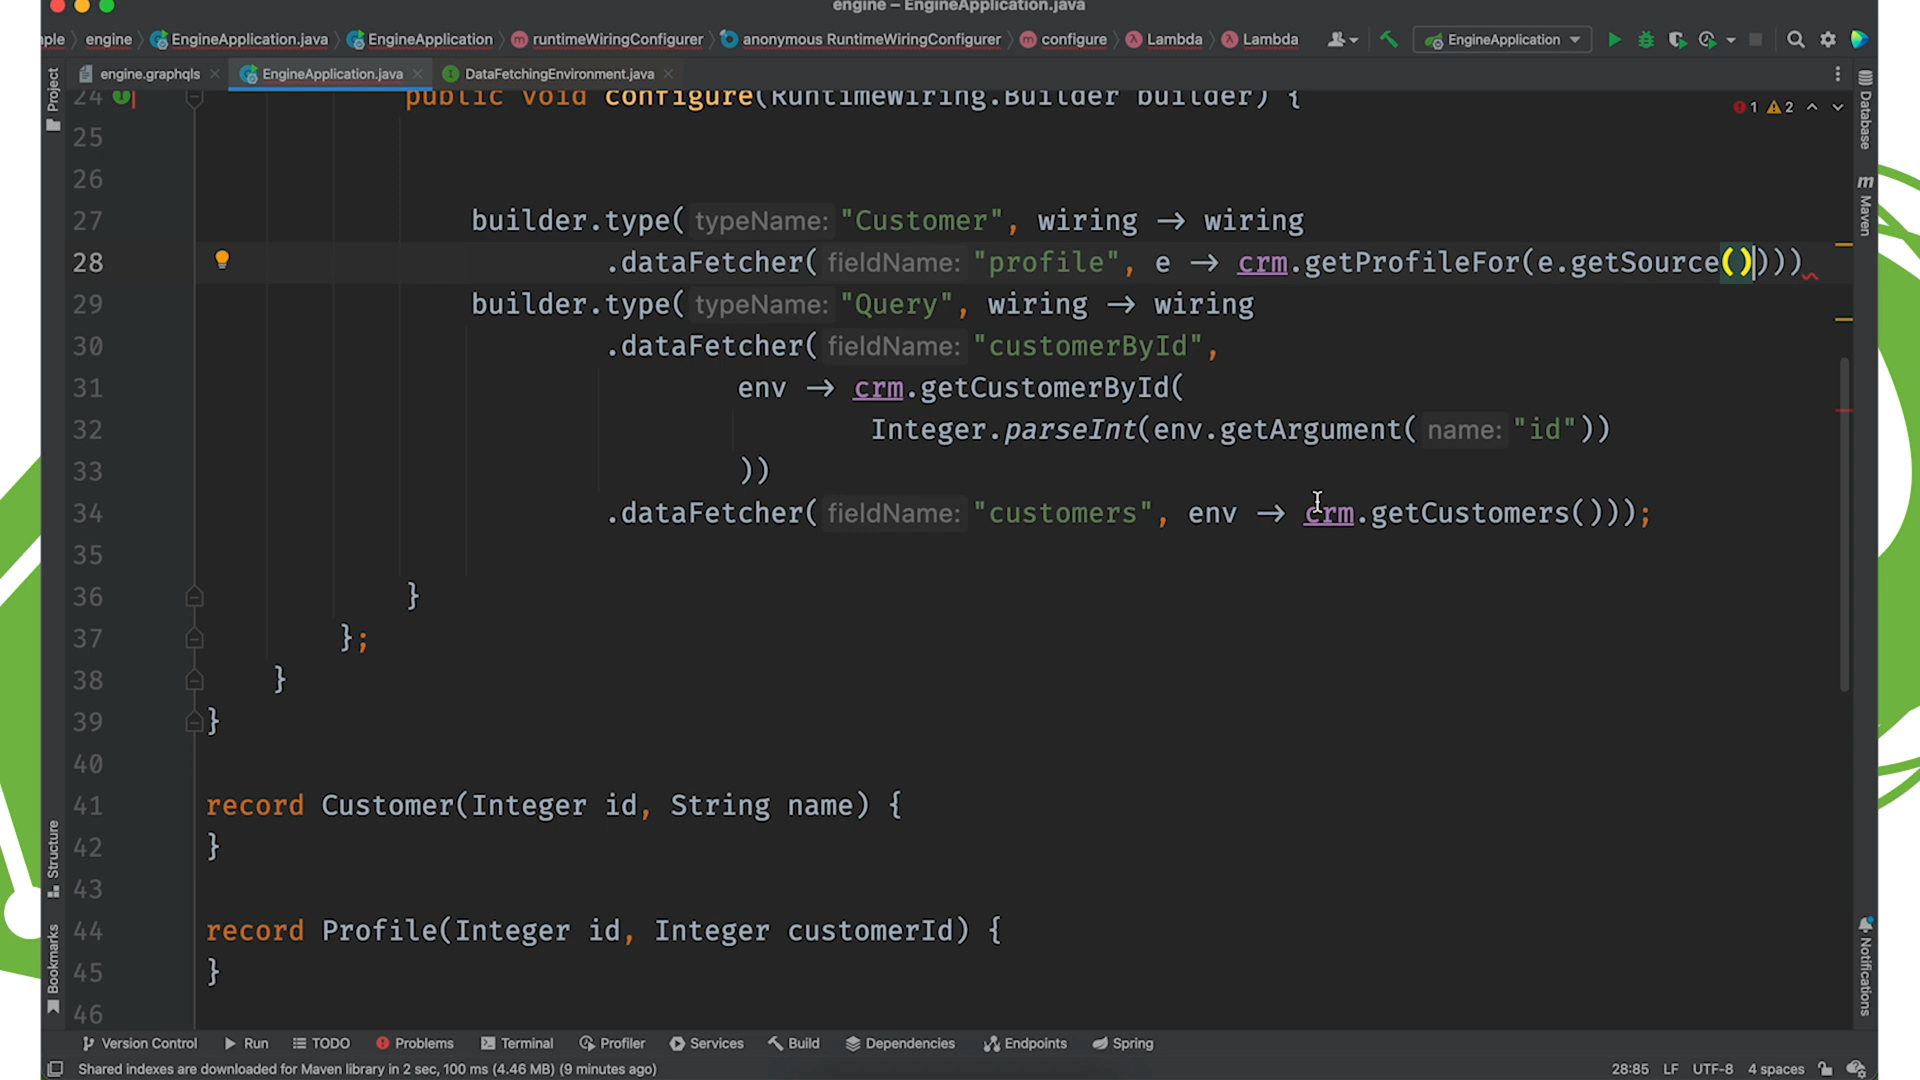 engine – EngineApplication.java
ple engine EngineApplication.java EngineApplication runtimeWiringConfigurer anonymous RuntimeWiringConfigurer configure Lambda Lambda EngineApplication
engine.graphqls EngineApplication.java DataFetchingEnvironment.java
Project
Structure
Bookmarks
Database
Maven
Notifications
1 2
24 public void configure(RuntimeWiring.Builder builder) {
25
26
27 builder.type( typeName: "Customer", wiring → wiring
28 .dataFetcher( fieldName: "profile", e → crm.getProfileFor(e.getSource())))
29 builder.type( typeName: "Query", wiring → wiring
30 .dataFetcher( fieldName: "customerById",
31 env → crm.getCustomerById(
32 Integer.parseInt(env.getArgument( name: "id"))
33 ))
34 .dataFetcher( fieldName: "customers", env → crm.getCustomers()));
35
36 }
37 };
38 }
39 }
40
41 record Customer(Integer id, String name) {
42 }
43
44 record Profile(Integer id, Integer customerId) {
45 }
46
Version Control Run TODO Problems Terminal Profiler Services Build Dependencies Endpoints Spring
Shared indexes are downloaded for Maven library in 2 sec, 100 ms (4.46 MB) (9 minutes ago) 28:85 LF UTF-8 4 spaces